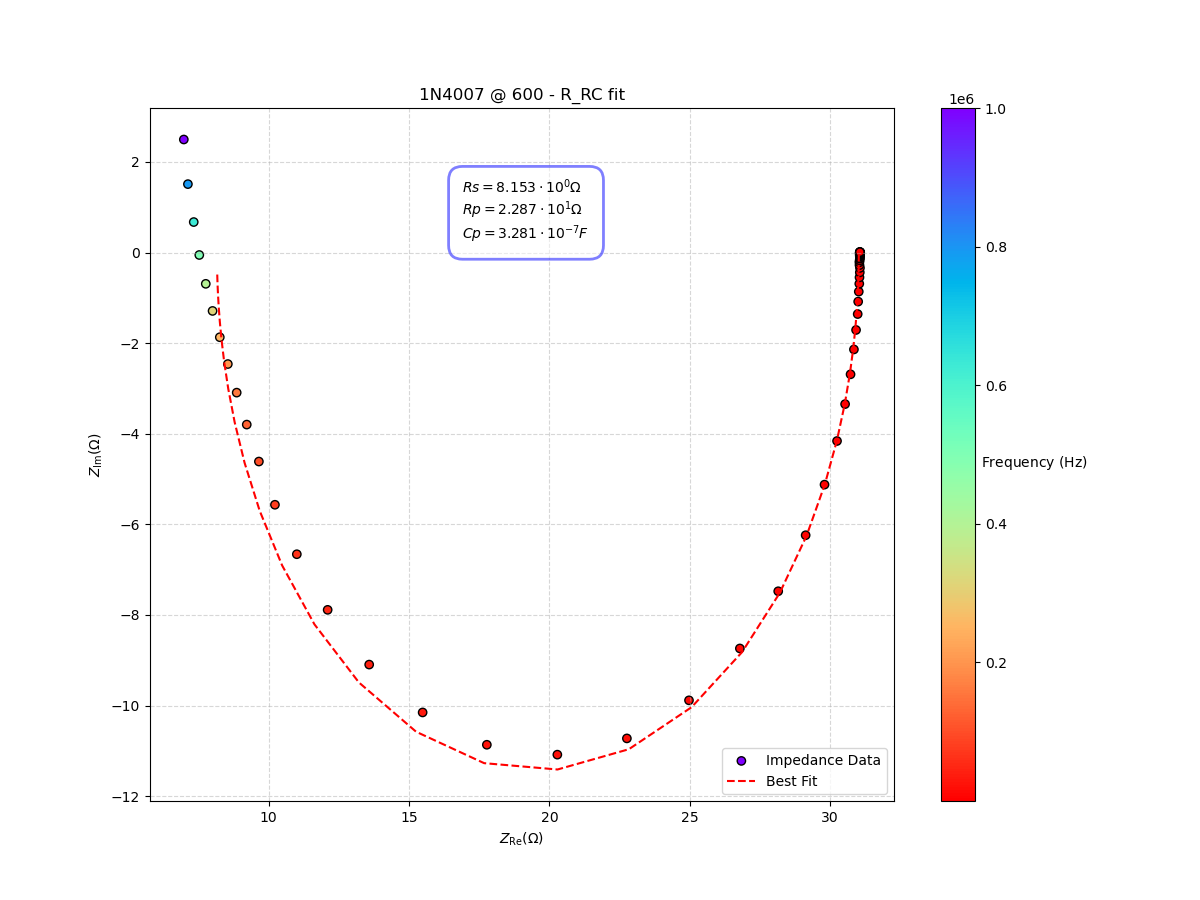 1N4007 @ 600 - R_RC fit
1e6
1.0
0.8
0.6
0.4
0.2
Frequency (Hz)
2
0
−2
−4
−6
−8
−10
−12
Z_Im(Ω)
Rs = 8.153 · 10⁰Ω
Rp = 2.287 · 10¹Ω
Cp = 3.281 · 10⁻⁷F
Impedance Data
Best Fit
10 15 20 25 30
Z_Re(Ω)